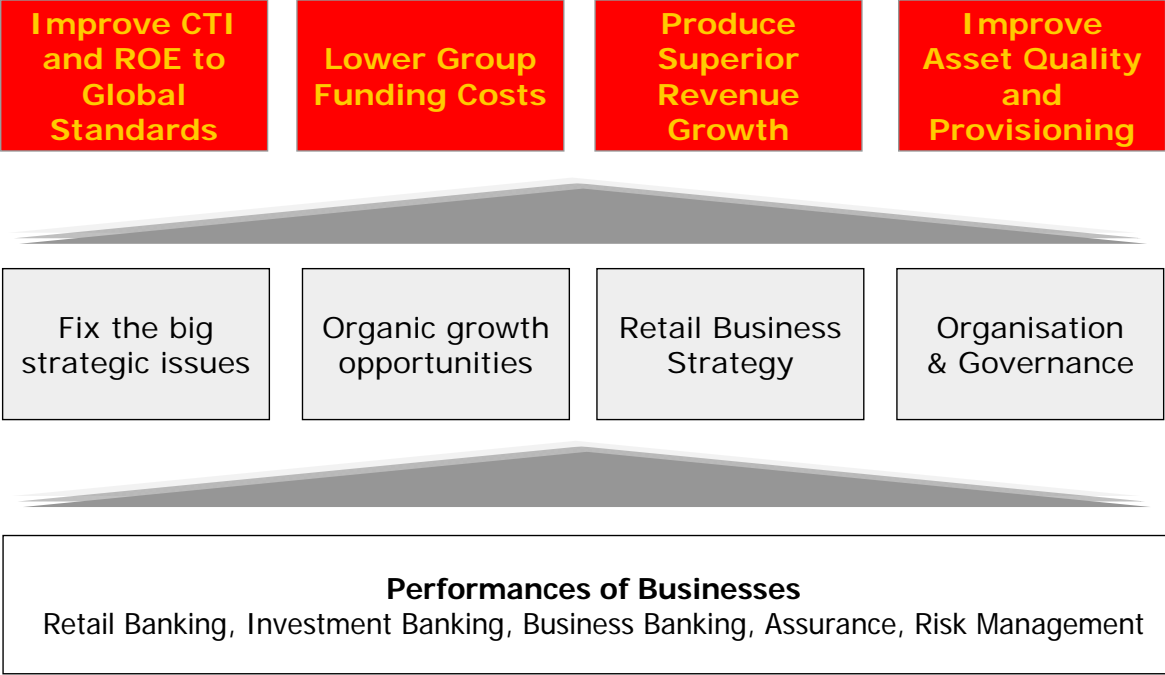 Improve CTI
and ROE to
Global
Standards
Lower Group
Funding Costs
Produce
Superior
Revenue
Growth
Improve
Asset Quality
and
Provisioning
Fix the big
strategic issues
Organic growth
opportunities
Retail Business
Strategy
Organisation
& Governance
Performances of Businesses
Retail Banking, Investment Banking, Business Banking, Assurance, Risk Management